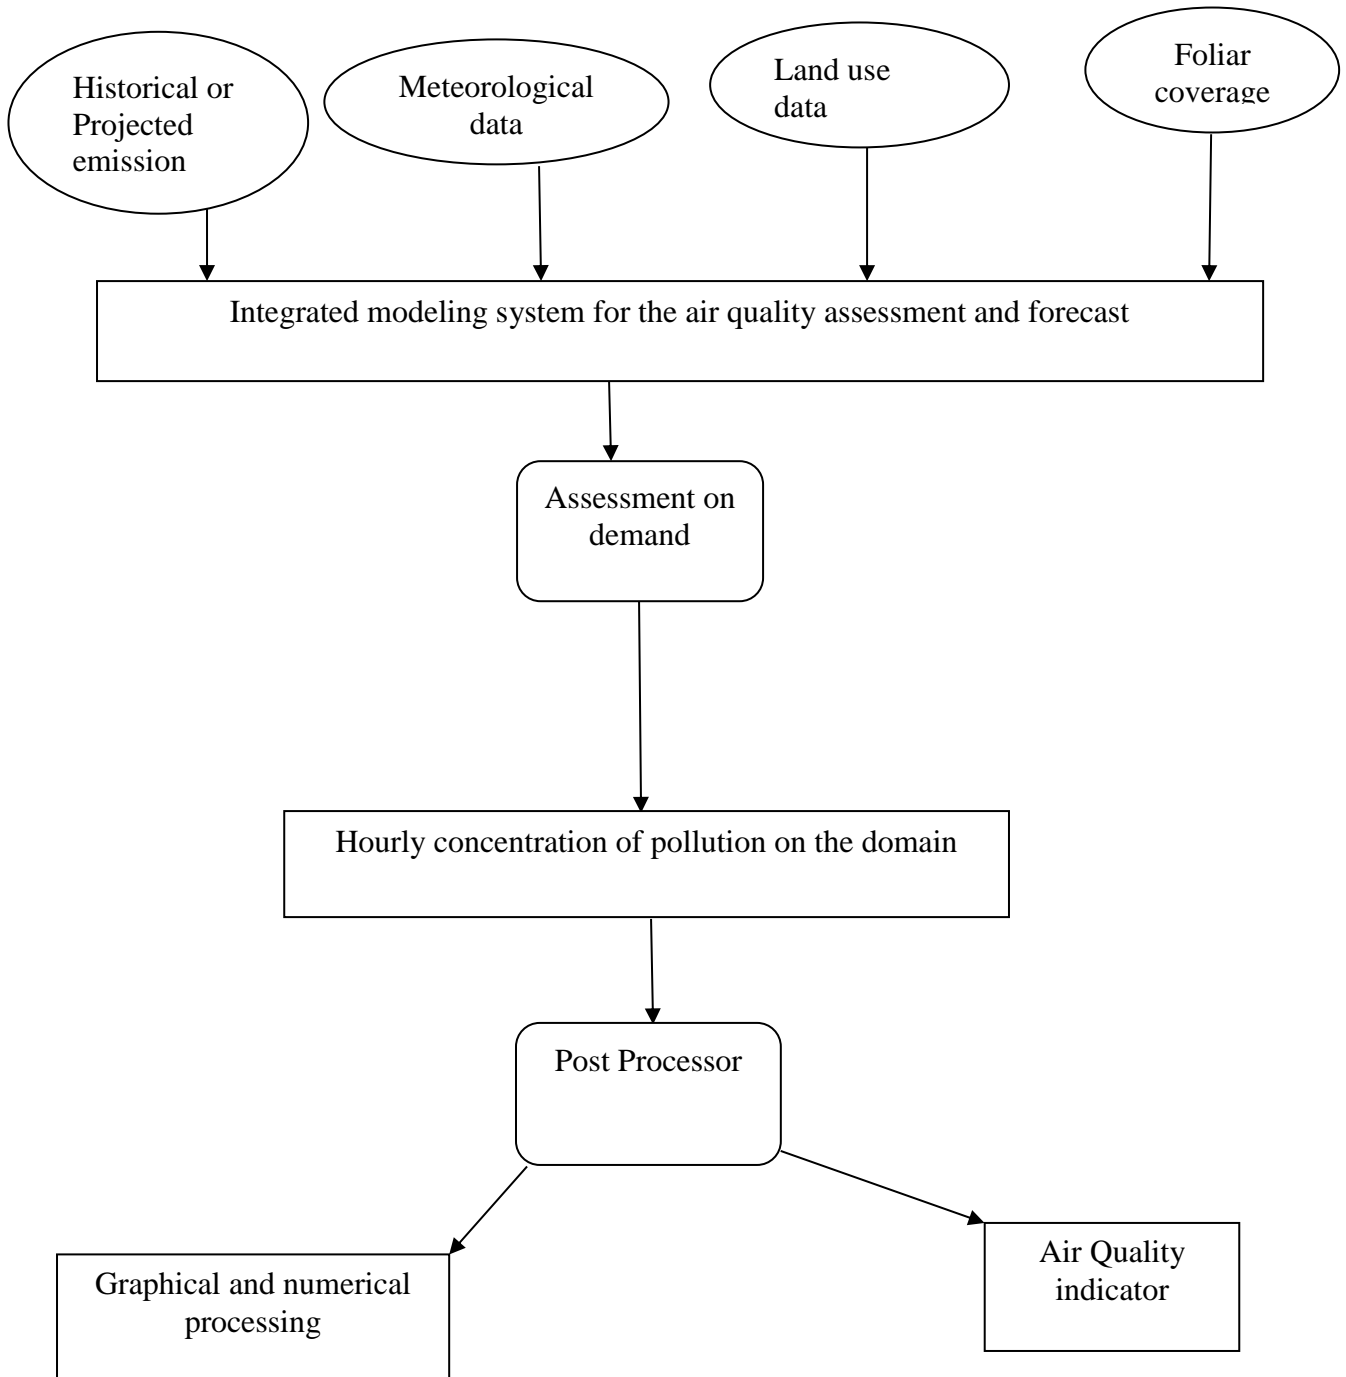 Historical or
Projected
emission
Meteorological
data
Land use
data
Foliar
coverage
Integrated modeling system for the air quality assessment and forecast
Assessment on
demand
Hourly concentration of pollution on the domain
Post Processor
Graphical and numerical
processing
Air Quality
indicator